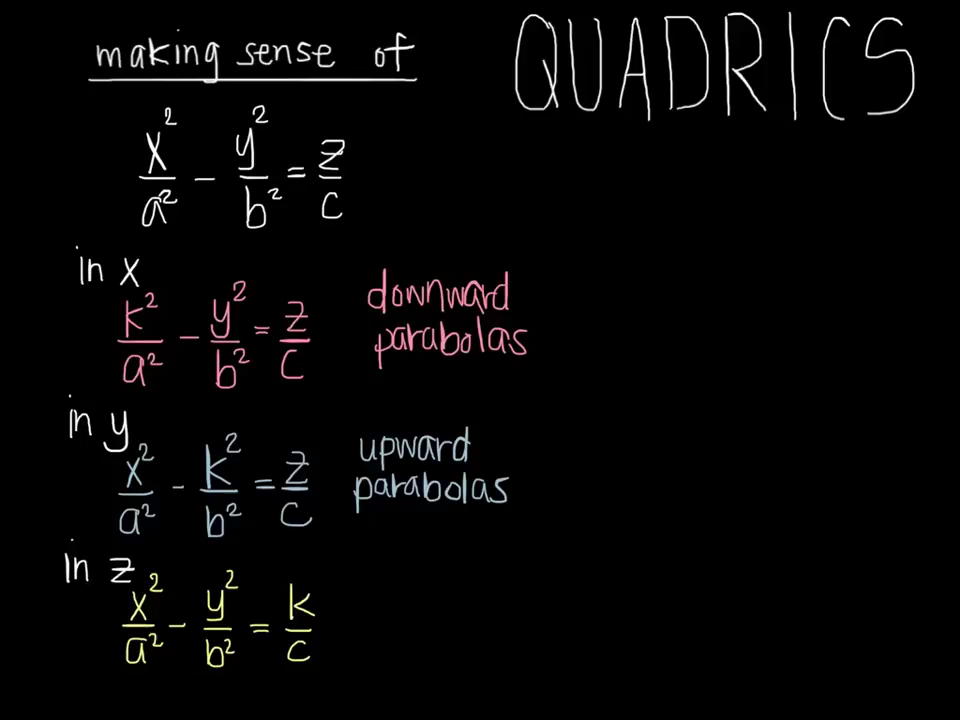 making sense of
QUADRICS
x²/a² - y²/b² = z/c
in x
k²/a² - y²/b² = z/c
downward
parabolas
in y
x²/a² - k²/b² = z/c
upward
parabolas
in z
x²/a² - y²/b² = k/c